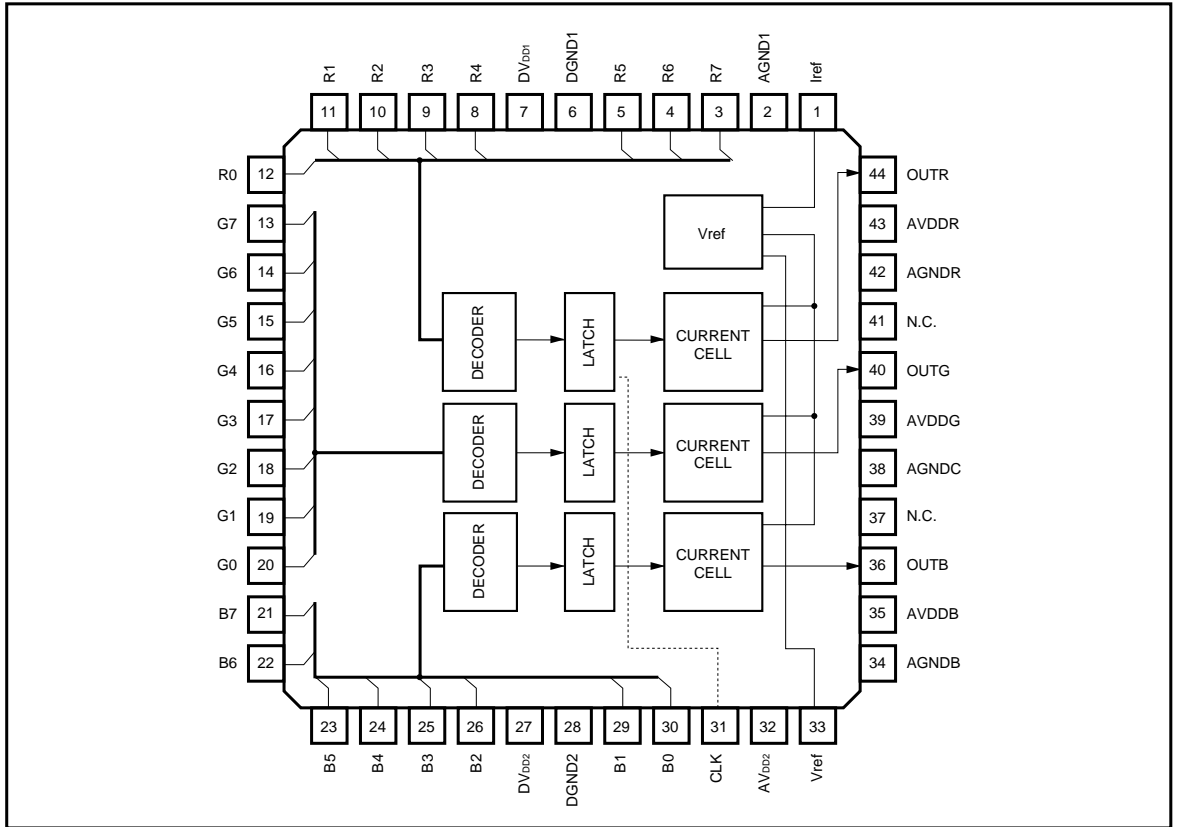 R1
R2
R3
R4
DVDD1
DGND1
R5
R6
R7
AGND1
Iref
11
10
9
8
7
6
5
4
3
2
1
R0
12
G7
13
G6
14
G5
15
G4
16
G3
17
G2
18
G1
19
G0
20
B7
21
B6
22
44
OUTR
43
AVDDR
42
AGNDR
41
N.C.
40
OUTG
39
AVDDG
38
AGNDC
37
N.C.
36
OUTB
35
AVDDB
34
AGNDB
Vref
DECODER
LATCH
CURRENT
CELL
DECODER
LATCH
CURRENT
CELL
DECODER
LATCH
CURRENT
CELL
23
24
25
26
27
28
29
30
31
32
33
B5
B4
B3
B2
DVDD2
DGND2
B1
B0
CLK
AVDD2
Vref